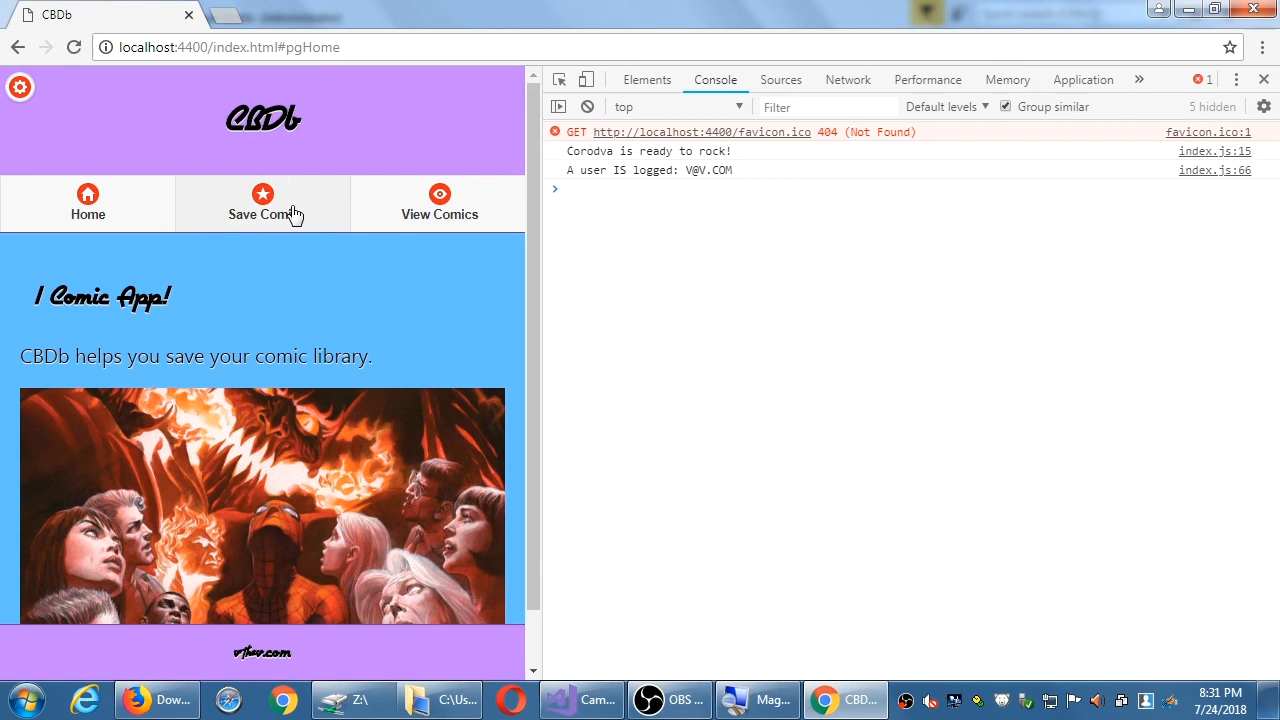 CBDb
localhost:4400/index.html#pgHome
CBDb
Home
Save Comi
View Comics
I Comic App!
CBDb helps you save your comic library.
vthsv.com
Elements Console Sources Network Performance Memory Application » 1
top Filter Default levels Group similar 5 hidden
GET http://localhost:4400/favicon.ico 404 (Not Found) favicon.ico:1
Corodva is ready to rock! index.js:15
A user IS logged: V@V.COM index.js:66
Dow... Z:\ C:\Us... Cam... OBS ... Mag... CBD...
8:31 PM
7/24/2018